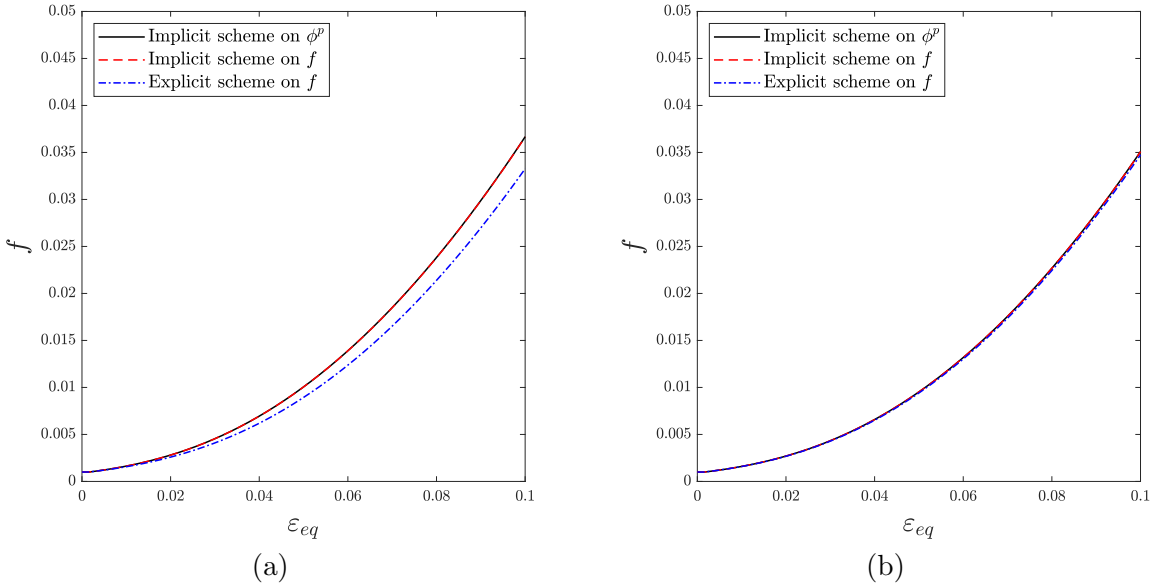 0.05
0.045
0.04
0.035
0.03
0.025
0.02
0.015
0.01
0.005
0
f
Implicit scheme on ϕᵖ
Implicit scheme on f
Explicit scheme on f
0 0.02 0.04 0.06 0.08 0.1
εeq
(a)
0.05
0.045
0.04
0.035
0.03
0.025
0.02
0.015
0.01
0.005
0
f
Implicit scheme on ϕᵖ
Implicit scheme on f
Explicit scheme on f
0 0.02 0.04 0.06 0.08 0.1
εeq
(b)